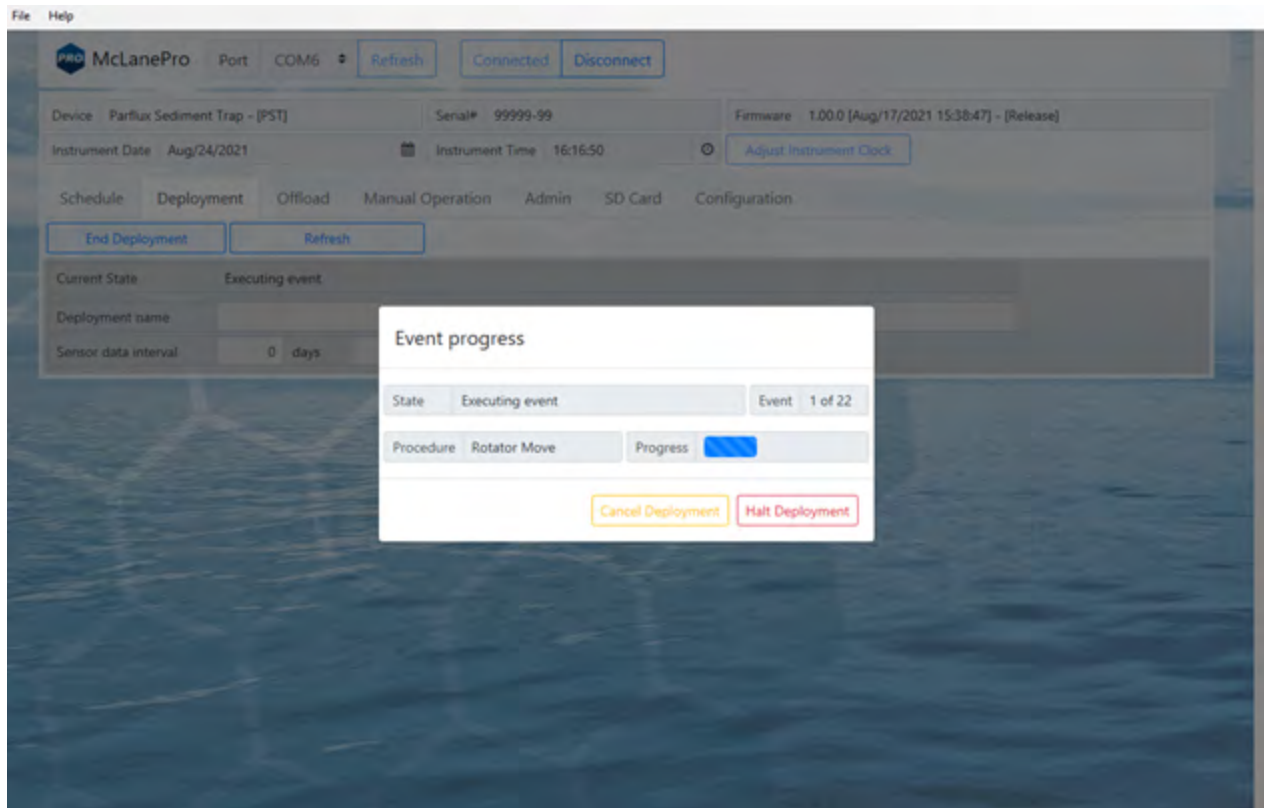 File Help
PRO McLanePro Port COM6 Refresh Connected Disconnect
Device Parflux Sediment Trap - [PST] Serial# 99999-99 Firmware 1.00.0 [Aug/17/2021 15:38:47] - [Release]
Instrument Date Aug/24/2021 Instrument Time 16:16:50 Adjust Instrument Clock
Schedule Deployment Offload Manual Operation Admin SD Card Configuration
End Deployment Refresh
Current State Executing event
Deployment name
Sensor data interval 0 days
Event progress
State Executing event Event 1 of 22
Procedure Rotator Move Progress
Cancel Deployment Halt Deployment